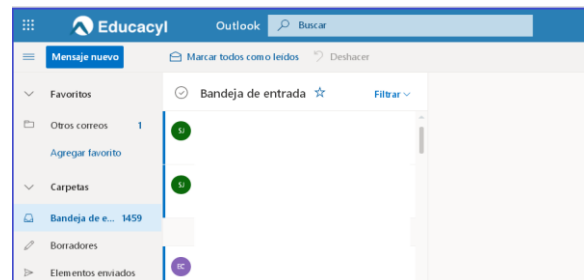 Educacyl Outlook Buscar
Mensaje nuevo Marcar todos como leídos Deshacer
Favoritos Bandeja de entrada Filtrar
Otros correos 1
SJ
Agregar favorito
Carpetas
SJ
Bandeja de e... 1459
Borradores
EC
Elementos enviados